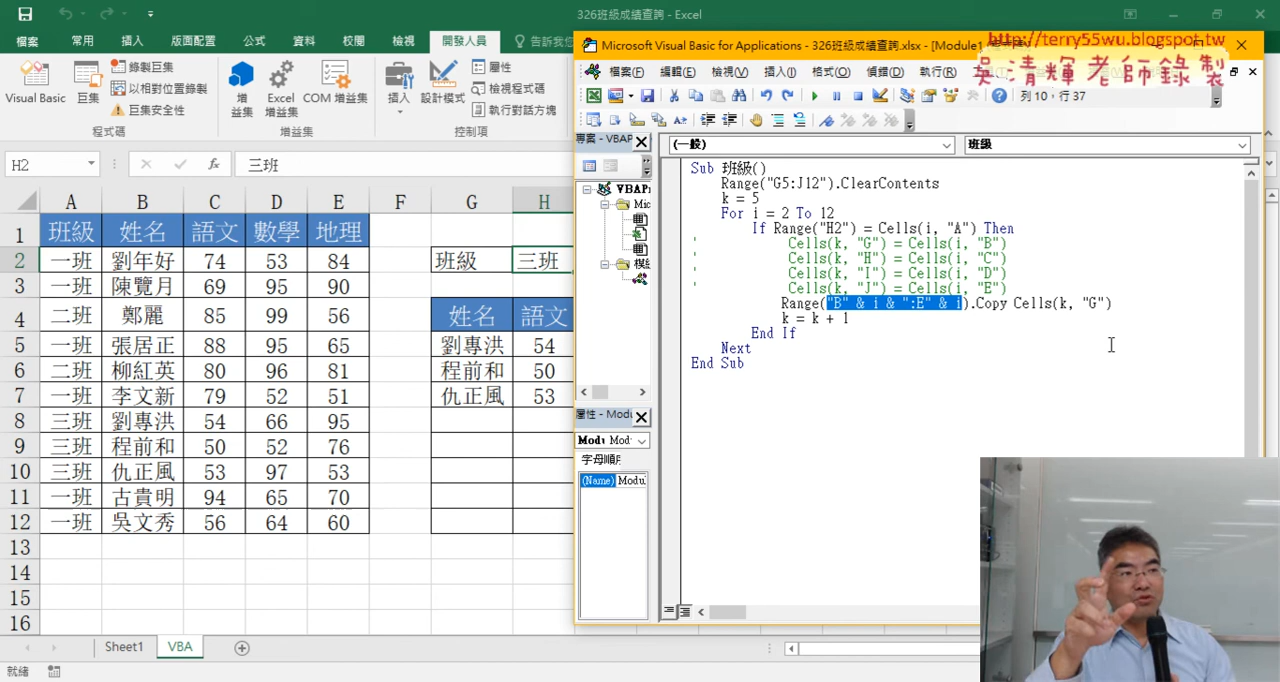 326班級成績查詢 - Excel
檔案 常用 插入 版面配置 公式 資料 校閱 檢視 開發人員 告訴我您
Visual Basic 巨集 錄製巨集 以相對位置錄製 巨集安全性 程式碼
增益集 Excel 增益集 COM 增益集 增益集
插入 設計模式 屬性 檢視程式碼 執行對話方塊 控制項
H2 fx 三班
A B C D E F G H
1 班級 姓名 語文 數學 地理
2 一班 劉年好 74 53 84 班級 三班
3 一班 陳覽月 69 95 90
4 二班 鄭麗 85 99 56 姓名 語文
5 一班 張居正 88 95 65 劉專洪 54
6 二班 柳紅英 80 96 81 程前和 50
7 一班 李文新 79 52 51 仇正風 53
8 三班 劉專洪 54 66 95
9 三班 程前和 50 52 76
10 三班 仇正風 53 97 53
11 一班 古貴明 94 65 70
12 一班 吳文秀 56 64 60
13
14
15
16
Sheet1 VBA
就緒
Microsoft Visual Basic for Applications - 326班級成績查詢.xlsx - [Module1
http://terry55wu.blogspot.tw
吳清輝老師錄製
檔案(F) 編輯(E) 檢視(V) 插入(I) 格式(O) 偵錯(D) 執行(R)
列 10，行 37
專案 - VBAP
VBAP
Mic
模組
屬性 - Modu
Modu Mod
字母順序
(Name) Modu
(一般) 班級
Sub 班級()
Range("G5:J12").ClearContents
k = 5
For i = 2 To 12
If Range("H2") = Cells(i, "A") Then
' Cells(k, "G") = Cells(i, "B")
' Cells(k, "H") = Cells(i, "C")
' Cells(k, "I") = Cells(i, "D")
' Cells(k, "J") = Cells(i, "E")
Range("B" & i & ":E" & i).Copy Cells(k, "G")
k = k + 1
End If
Next
End Sub